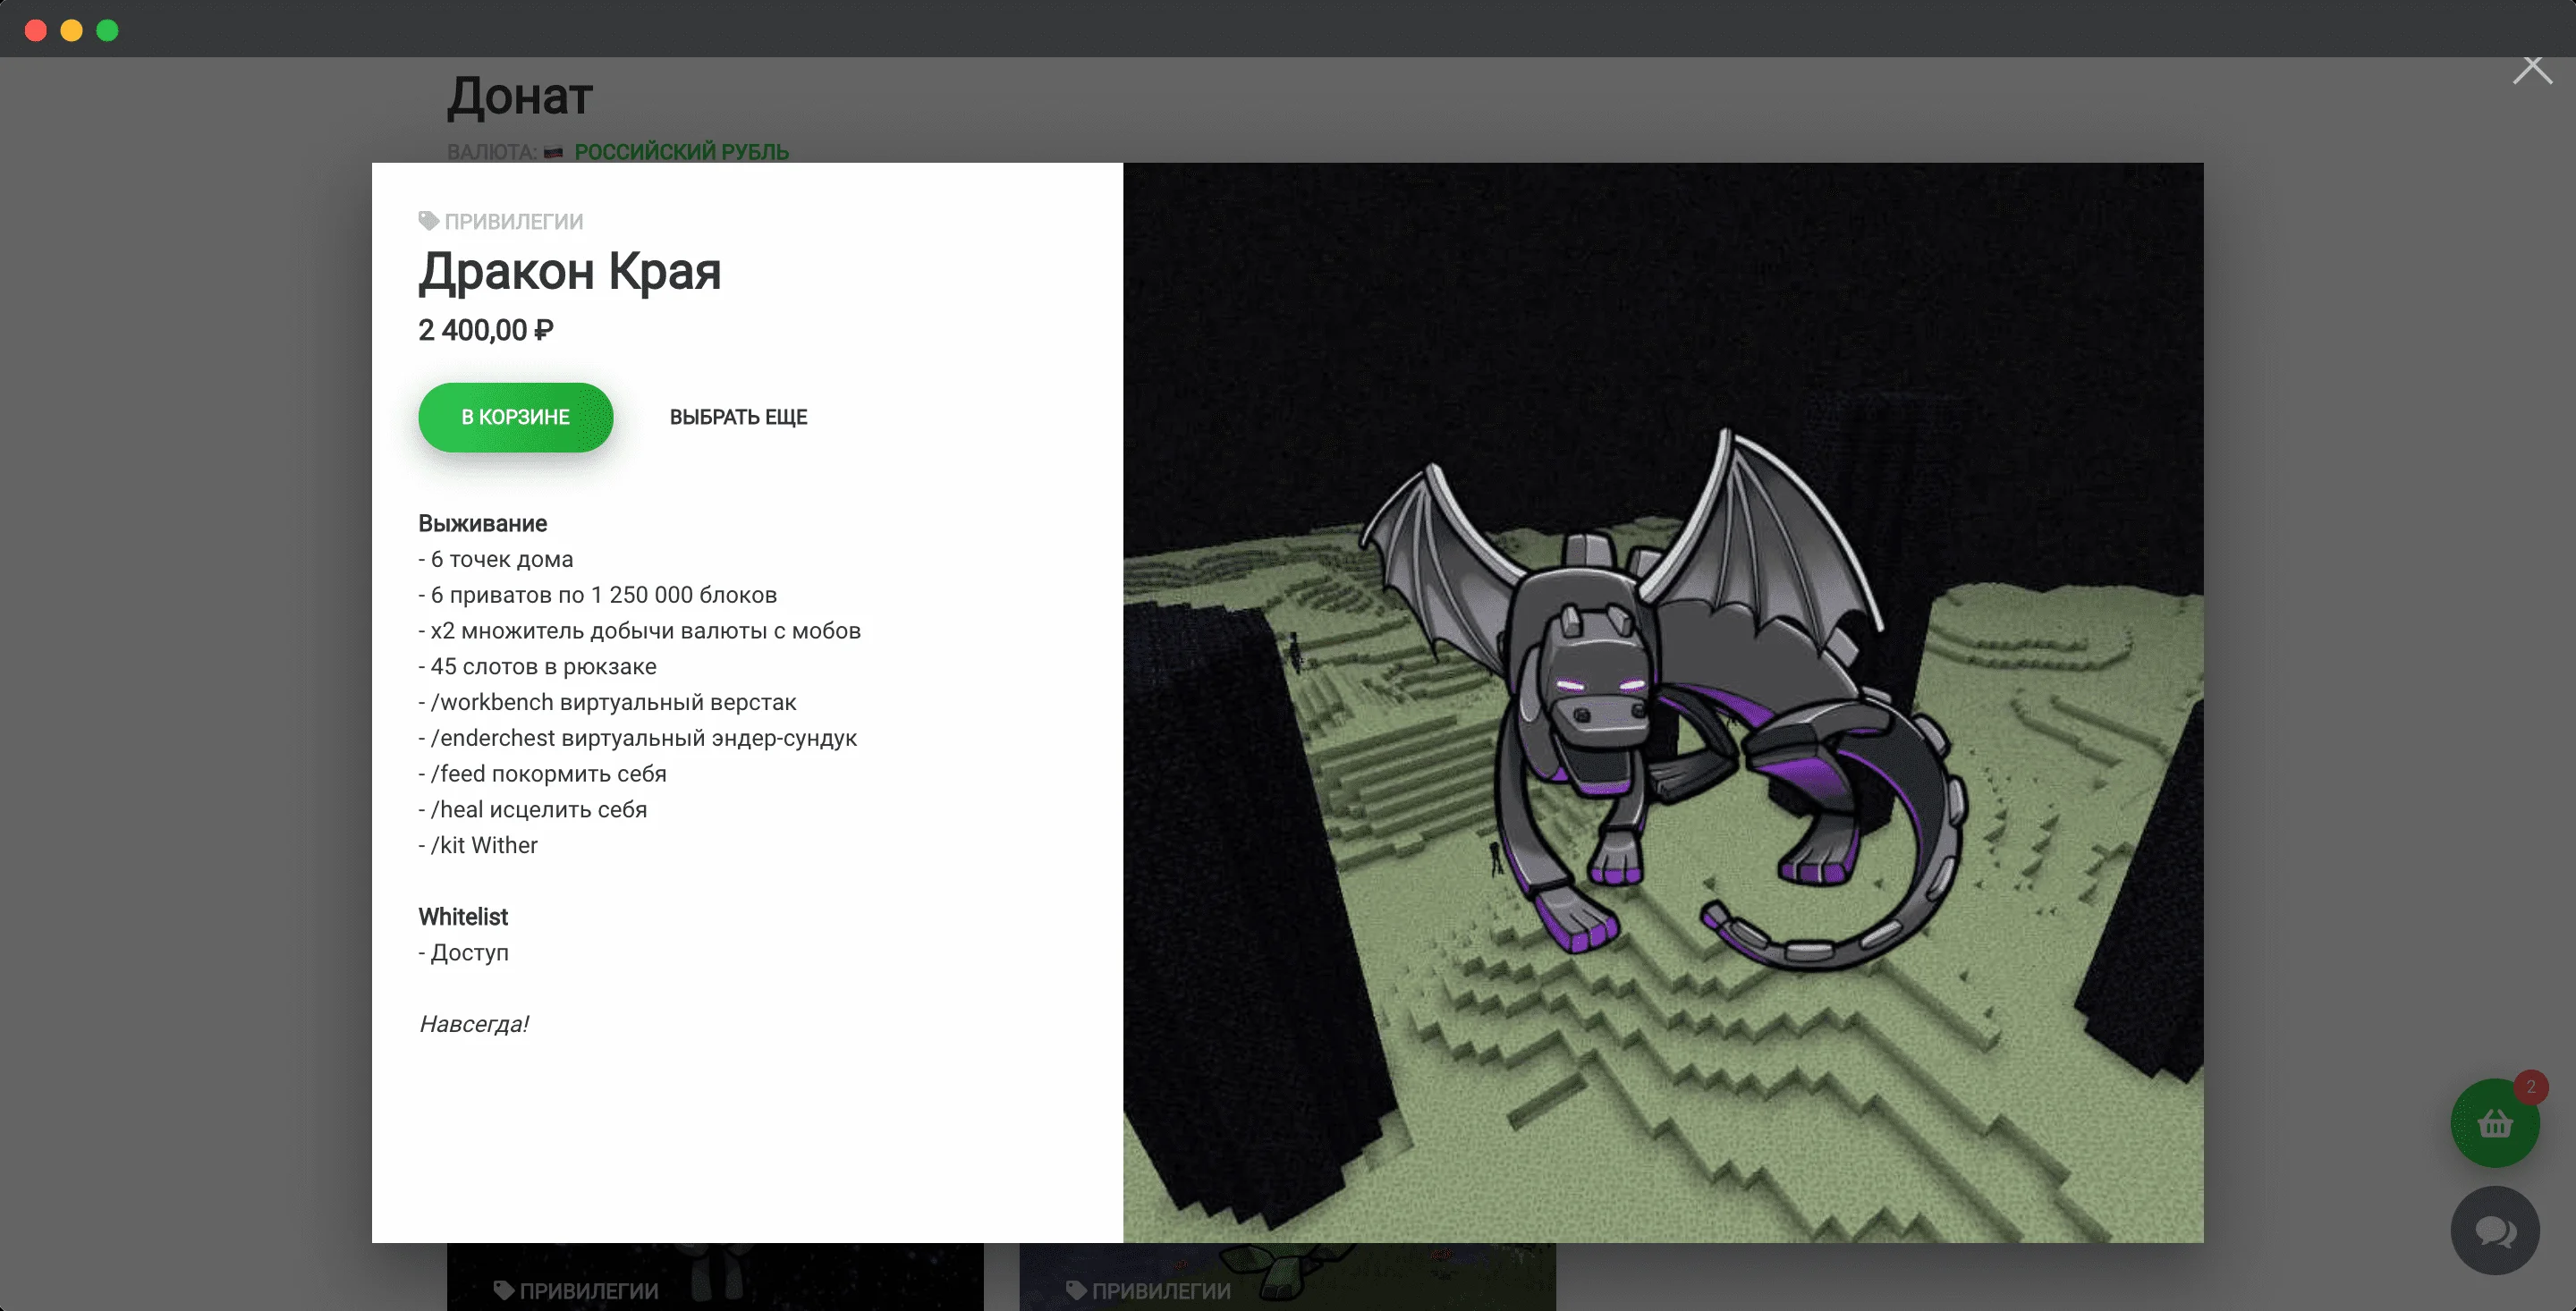 Донат
ВАЛЮТА: РОССИЙСКИЙ РУБЛЬ
ПРИВИЛЕГИИ
Дракон Края
2 400,00 ₽
В КОРЗИНЕ
ВЫБРАТЬ ЕЩЕ
Выживание
- 6 точек дома
- 6 приватов по 1 250 000 блоков
- x2 множитель добычи валюты с мобов
- 45 слотов в рюкзаке
- /workbench виртуальный верстак
- /enderchest виртуальный эндер-сундук
- /feed покормить себя
- /heal исцелить себя
- /kit Wither
Whitelist
- Доступ
Навсегда!
2
ПРИВИЛЕГИИ
ПРИВИЛЕГИИ